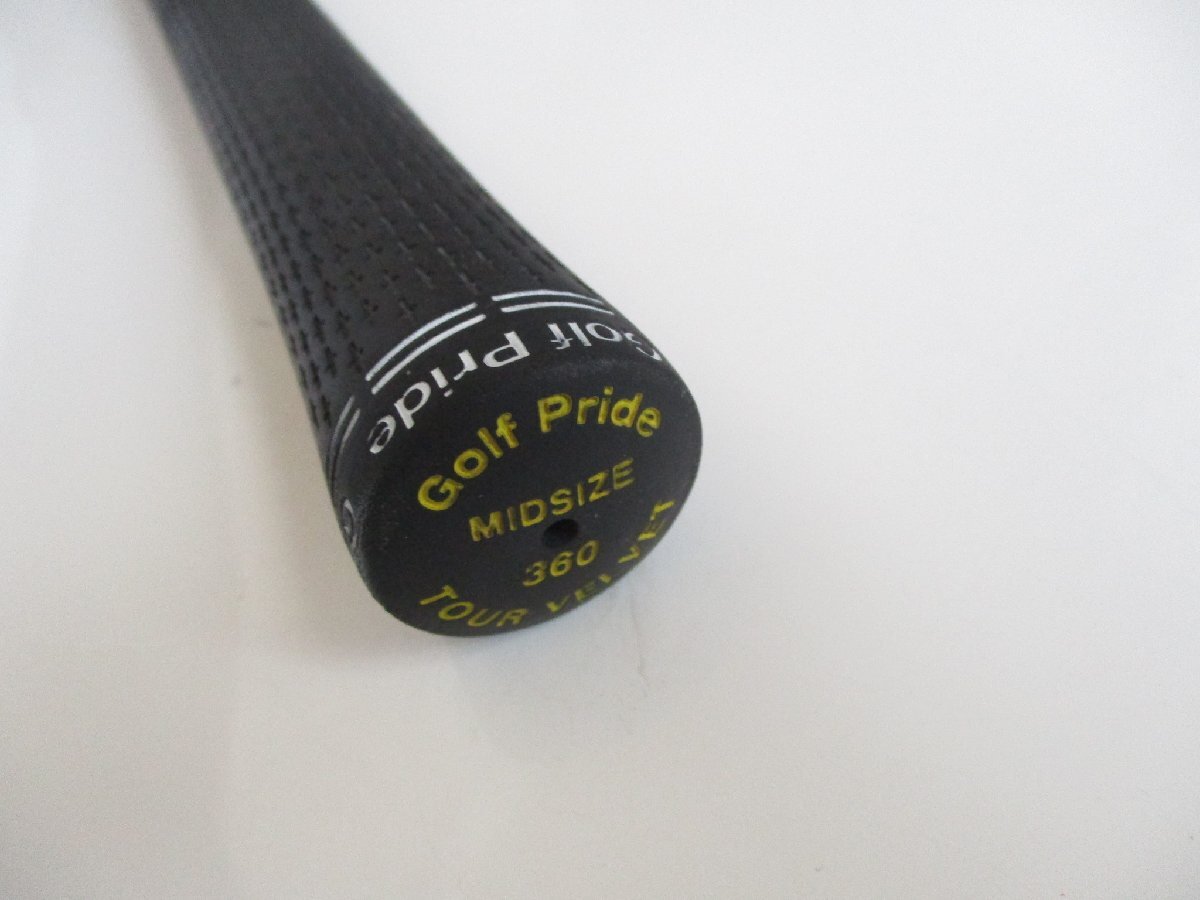 Golf Pride
Golf Pride
MIDSIZE
360
TOUR VELVET